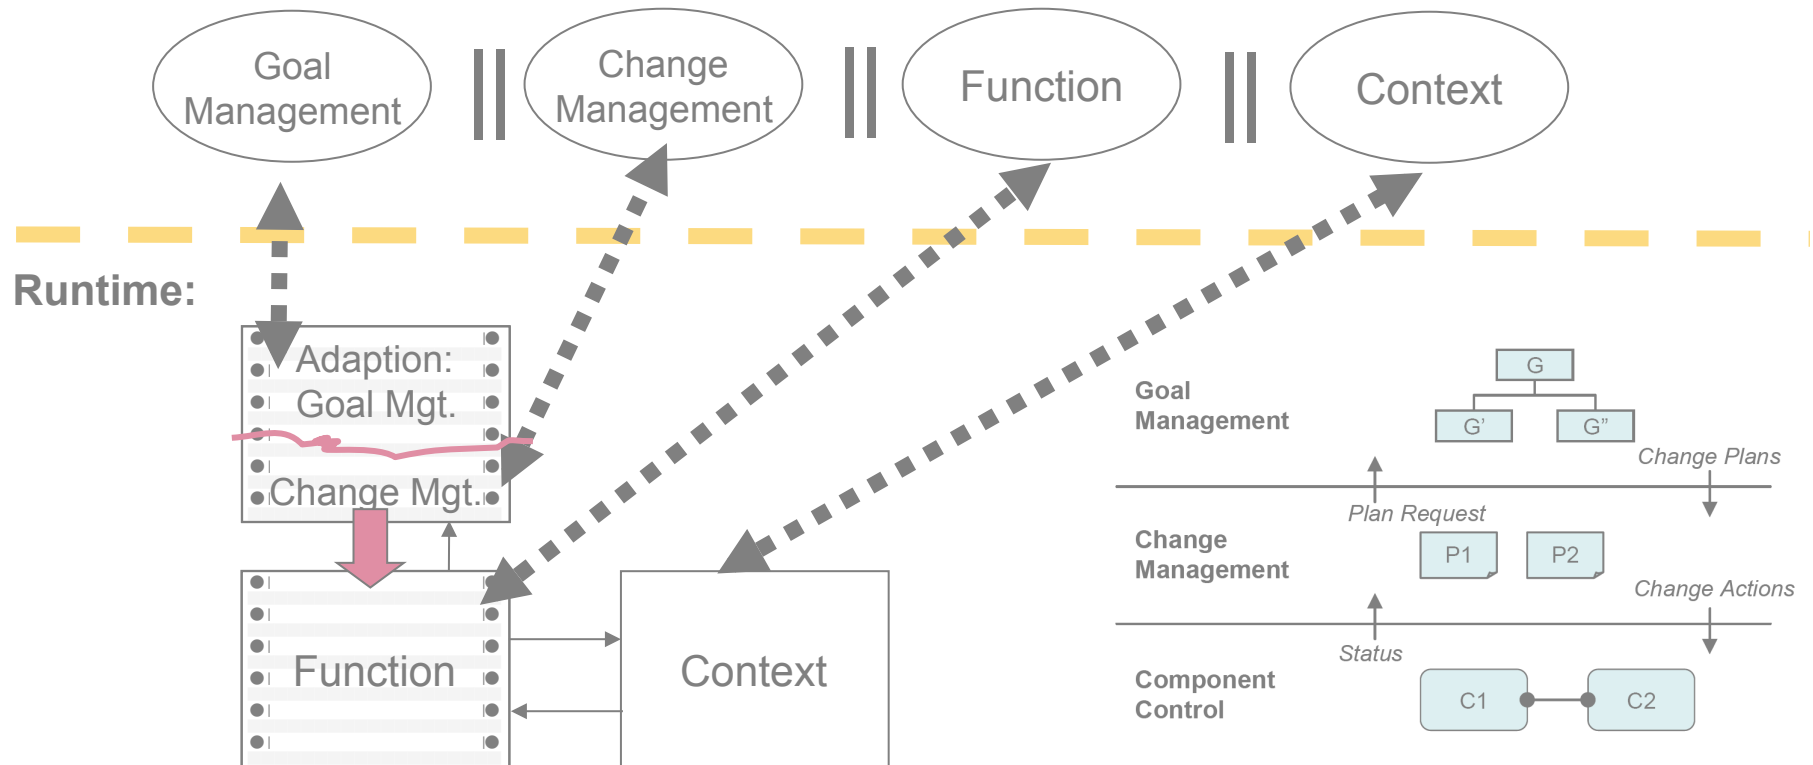 Goal
Management
Change
Management
Function
Context
Runtime:
Adaption:
Goal Mgt.
Change Mgt.
Function
Context
Goal
Management
G
G'
G"
Change Plans
Plan Request
Change
Management
P1
P2
Change Actions
Status
Component
Control
C1
C2